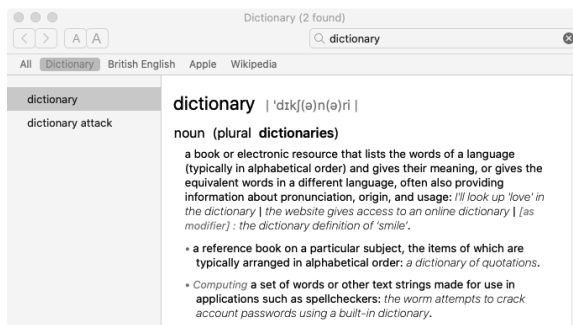 Dictionary (2 found)
A A
dictionary
All Dictionary British English Apple Wikipedia
dictionary
dictionary attack
dictionary | ˈdɪkʃ(ə)n(ə)ri |
noun (plural dictionaries)
a book or electronic resource that lists the words of a language
(typically in alphabetical order) and gives their meaning, or gives the
equivalent words in a different language, often also providing
information about pronunciation, origin, and usage: I'll look up 'love' in
the dictionary | the website gives access to an online dictionary | [as
modifier] : the dictionary definition of 'smile'.
• a reference book on a particular subject, the items of which are
typically arranged in alphabetical order: a dictionary of quotations.
• Computing a set of words or other text strings made for use in
applications such as spellcheckers: the worm attempts to crack
account passwords using a built-in dictionary.